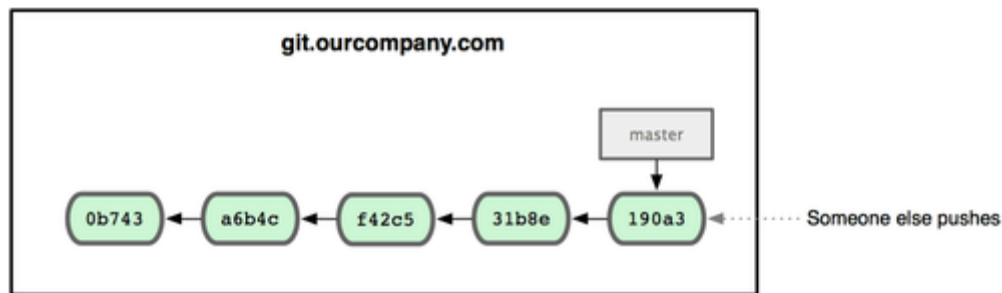 git.ourcompany.com
master
0b743
a6b4c
f42c5
31b8e
190a3
Someone else pushes